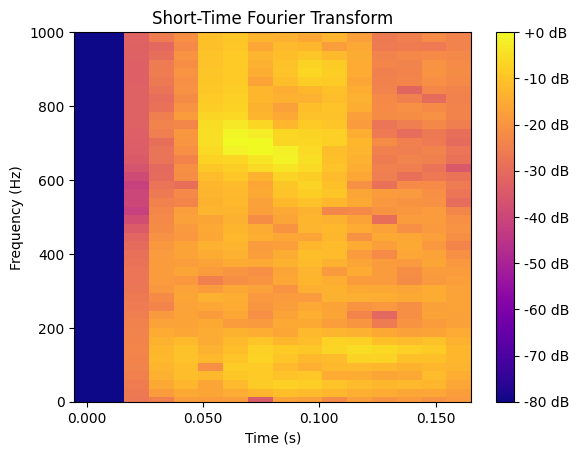 Short-Time Fourier Transform
Frequency (Hz)
1000
800
600
400
200
0
0.000
0.050
0.100
0.150
Time (s)
+0 dB
-10 dB
-20 dB
-30 dB
-40 dB
-50 dB
-60 dB
-70 dB
-80 dB